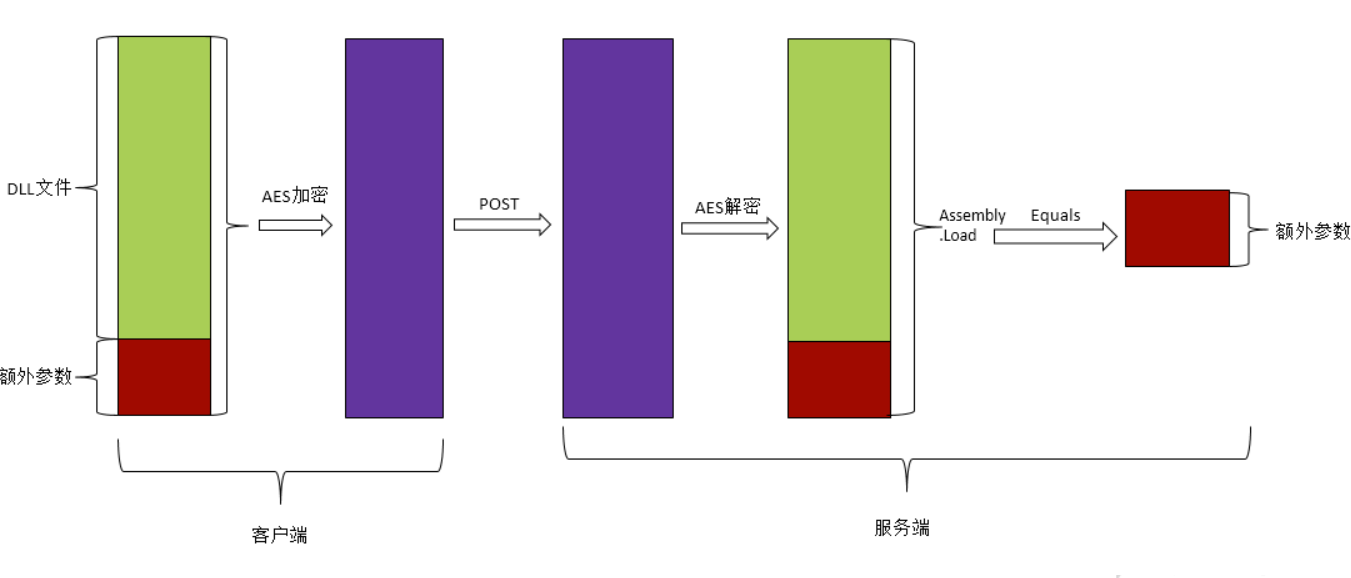 DLL文件
额外参数
AES加密
POST
AES解密
Assembly
.Load
Equals
额外参数
客户端
服务端